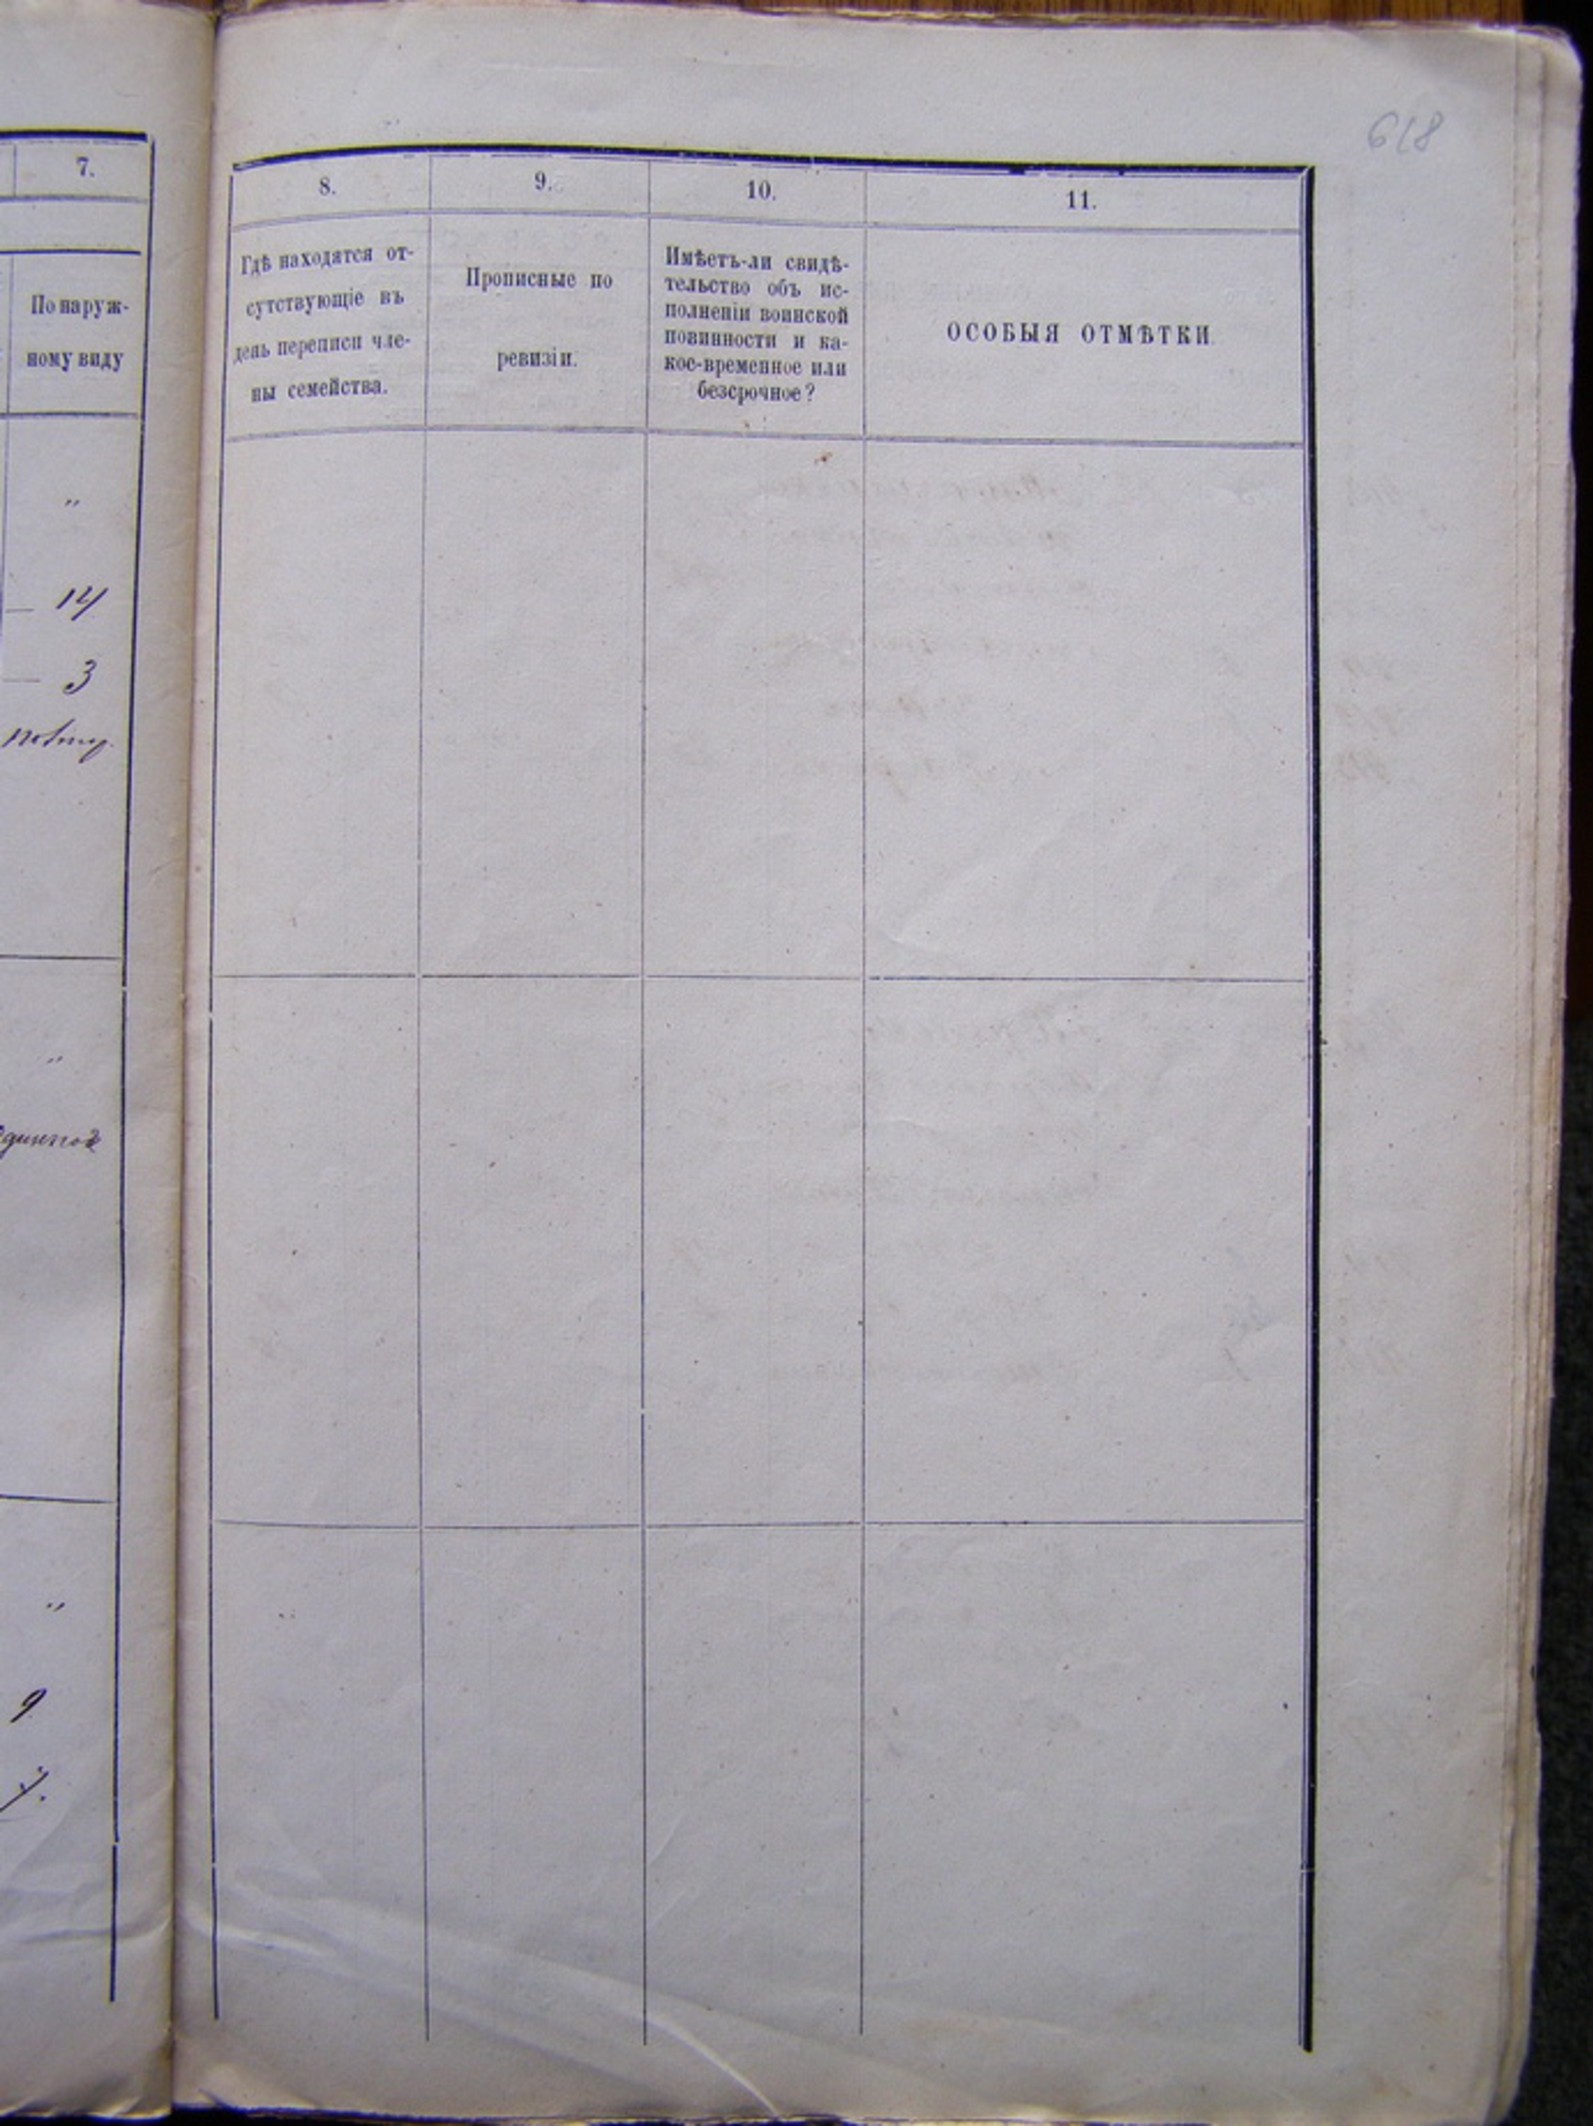 618
7.
По наруж-
ному виду
„
— 14
— 3
„
„
9
8.
Гдѣ находятся от-
сутствующіе въ
день переписи чле-
ны семейства.
9.
Прописные по
ревизіи.
10.
Имѣетъ-ли свидѣ-
тельство объ ис-
полненіи воинской
повинности и ка-
кое-временное или
безсрочное?
11.
ОСОБЫЯ ОТМѢТКИ.